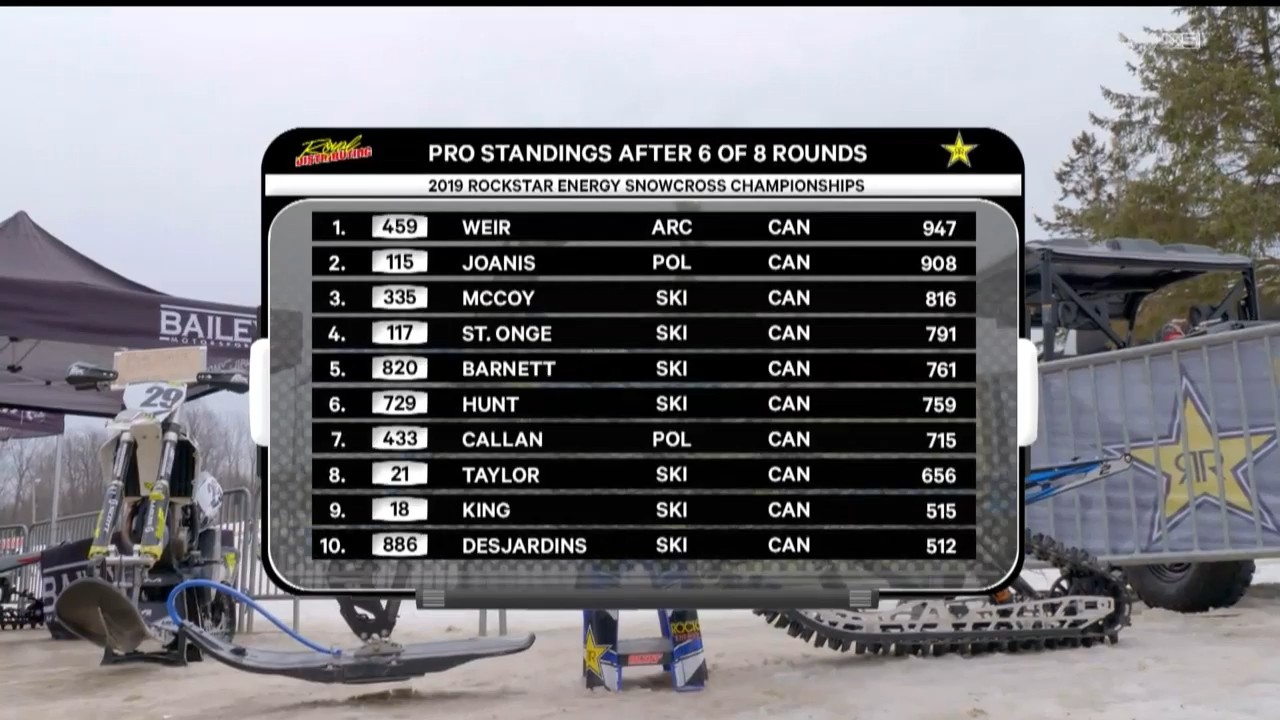 Royal DISTRIBUTING
PRO STANDINGS AFTER 6 OF 8 ROUNDS
2019 ROCKSTAR ENERGY SNOWCROSS CHAMPIONSHIPS
1. 459 WEIR ARC CAN 947
2. 115 JOANIS POL CAN 908
3. 335 MCCOY SKI CAN 816
4. 117 ST. ONGE SKI CAN 791
5. 820 BARNETT SKI CAN 761
6. 729 HUNT SKI CAN 759
7. 433 CALLAN POL CAN 715
8. 21 TAYLOR SKI CAN 656
9. 18 KING SKI CAN 515
10. 886 DESJARDINS SKI CAN 512
BAILEY
MOTORSPORTS
29